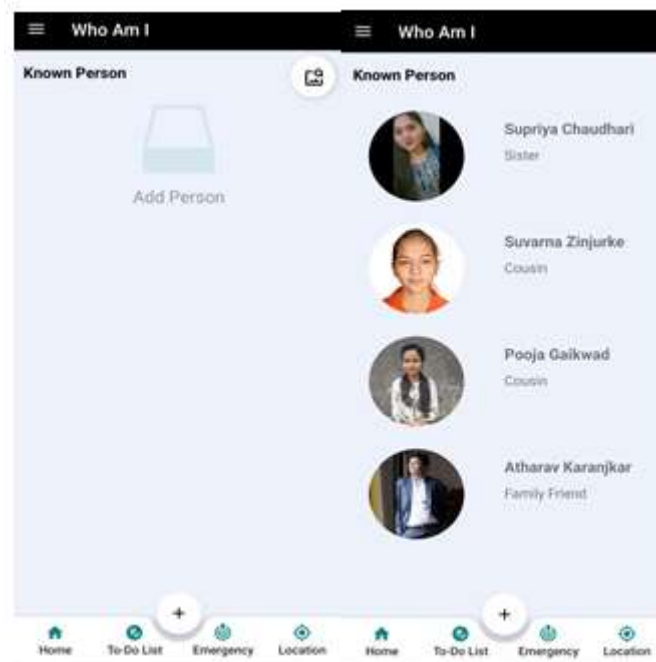 Who Am I
Known Person
Add Person
+
Home To-Do List Emergency Location
Who Am I
Known Person
Supriya Chaudhari
Sister
Suvarna Zinjurke
Cousin
Pooja Gaikwad
Cousin
Atharav Karanjkar
Family Friend
+
Home To-Do List Emergency Location